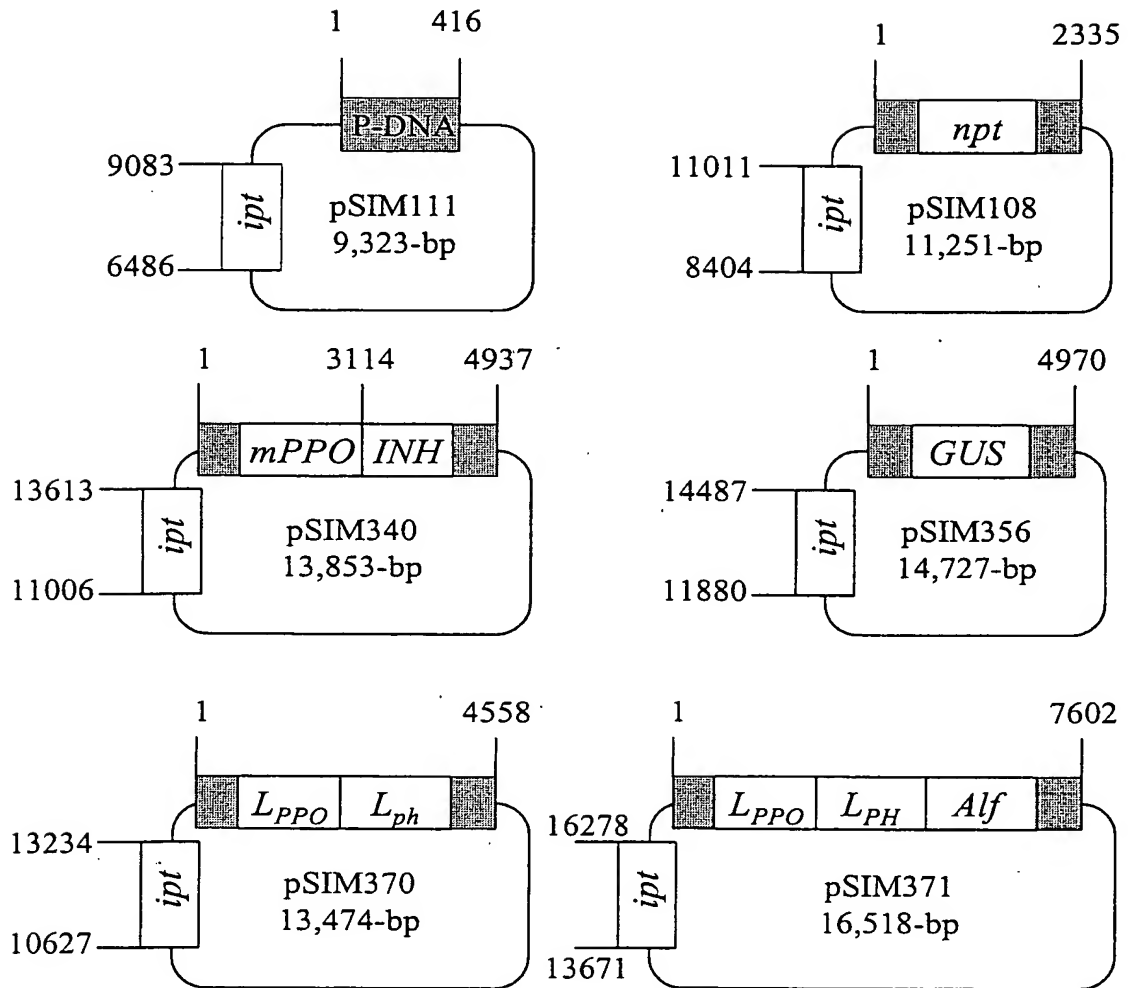 1 416
P-DNA
9083
ipt
6486
pSIM111
9,323-bp
1 2335
npt
11011
ipt
8404
pSIM108
11,251-bp
1 3114 4937
mPPO INH
13613
ipt
11006
pSIM340
13,853-bp
1 4970
GUS
14487
ipt
11880
pSIM356
14,727-bp
1 4558
LPPO Lph
13234
ipt
10627
pSIM370
13,474-bp
1 7602
LPPO LPH Alf
16278
ipt
13671
pSIM371
16,518-bp